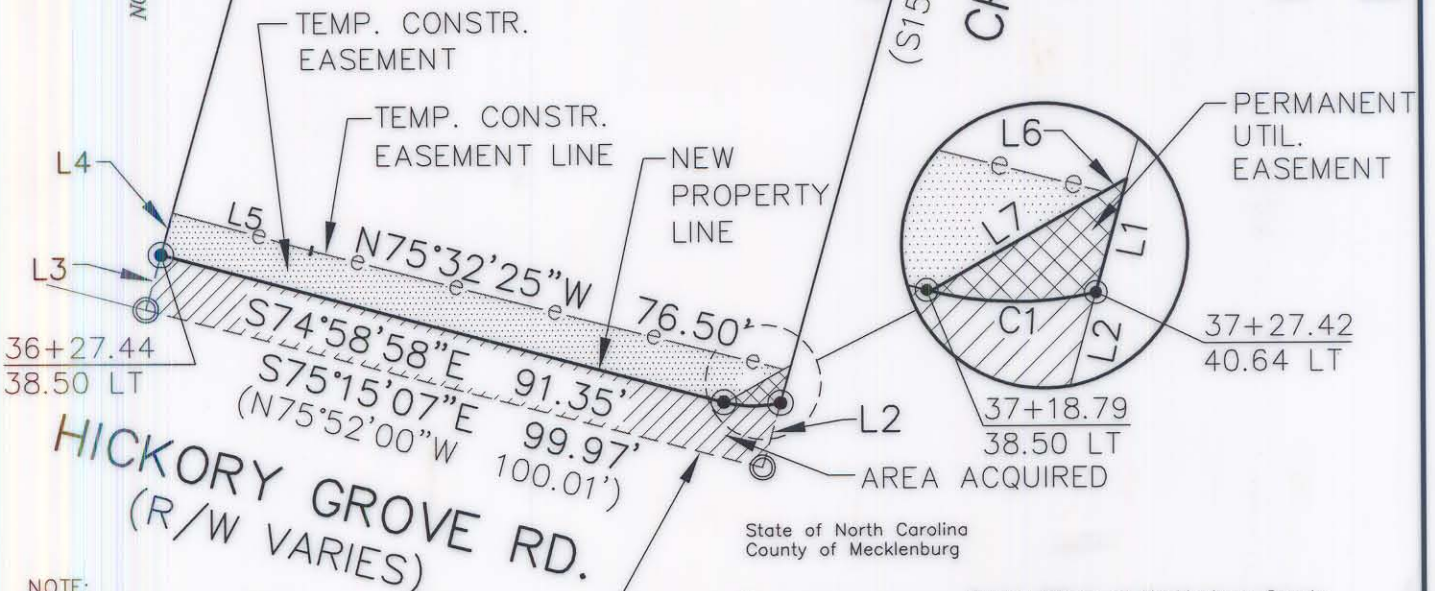 NO
TEMP. CONSTR.
EASEMENT
(S15
CH
TEMP. CONSTR.
EASEMENT LINE
L4
NEW
PROPERTY
LINE
L6
PERMANENT
UTIL.
EASEMENT
L5
N75°32'25"W 76.50'
L7
L1
L3
C1
L2
36+27.44
38.50 LT
S74°58'58"E 91.35'
S75°15'07"E 99.97'
(N75°52'00"W 100.01')
37+27.42
40.64 LT
37+18.79
38.50 LT
L2
AREA ACQUIRED
HICKORY GROVE RD.
(R/W VARIES)
State of North Carolina
County of Mecklenburg
NOTE: